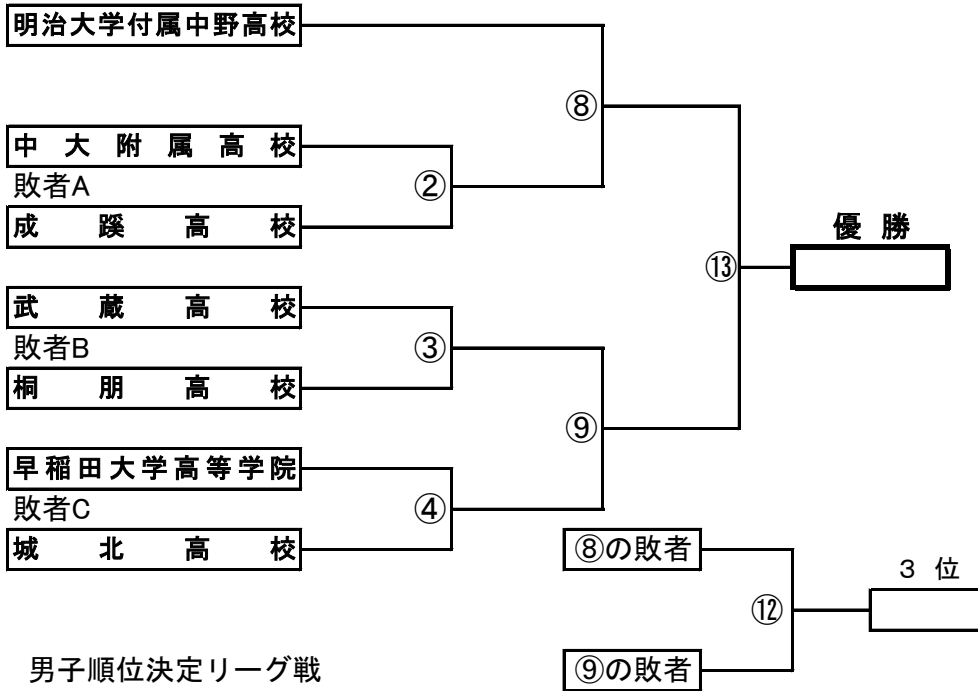 明治大学付属中野高校
⑧
中大附属高校
敗者A
②
成蹊高校
優勝
⑬
武蔵高校
敗者B
③
桐朋高校
⑨
早稲田大学高等学院
敗者C
④
城北高校
⑧の敗者
3 位
⑫
男子順位決定リーグ戦
⑨の敗者